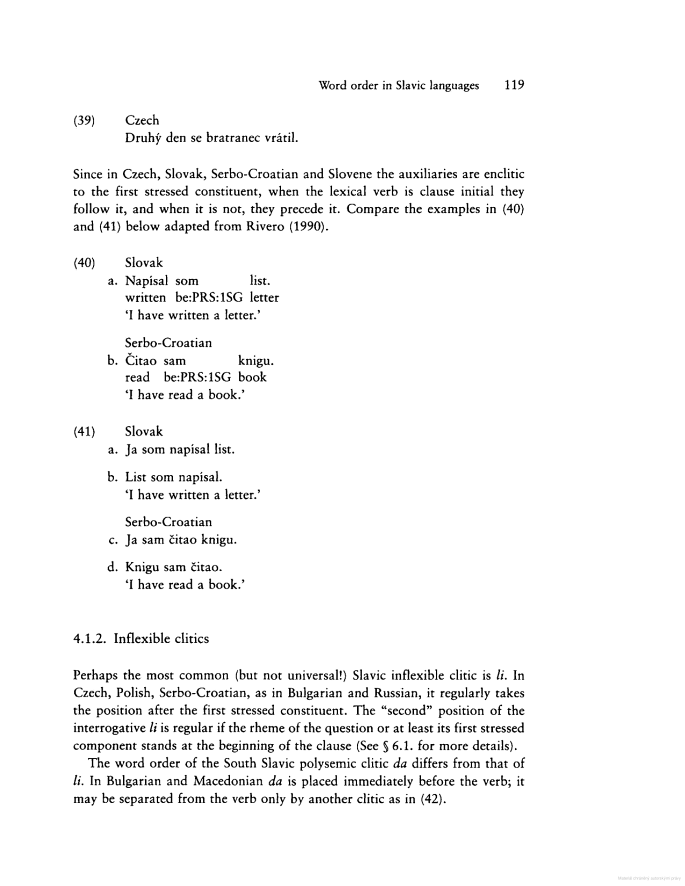 Word order in Slavic languages 119
(39) Czech
Druhý den se bratranec vrátil.
Since in Czech, Slovak, Serbo-Croatian and Slovene the auxiliaries are enclitic
to the first stressed constituent, when the lexical verb is clause initial they
follow it, and when it is not, they precede it. Compare the examples in (40)
and (41) below adapted from Rivero (1990).
(40) Slovak
a. Napísal som list.
written be:PRS:1SG letter
‘I have written a letter.’
Serbo-Croatian
b. Čitao sam knigu.
read be:PRS:1SG book
‘I have read a book.’
(41) Slovak
a. Ja som napísal list.
b. List som napísal.
‘I have written a letter.’
Serbo-Croatian
c. Ja sam čitao knigu.
d. Knigu sam čitao.
‘I have read a book.’
4.1.2. Inflexible clitics
Perhaps the most common (but not universal!) Slavic inflexible clitic is li. In
Czech, Polish, Serbo-Croatian, as in Bulgarian and Russian, it regularly takes
the position after the first stressed constituent. The “second” position of the
interrogative li is regular if the rheme of the question or at least its first stressed
component stands at the beginning of the clause (See § 6.1. for more details).
The word order of the South Slavic polysemic clitic da differs from that of
li. In Bulgarian and Macedonian da is placed immediately before the verb; it
may be separated from the verb only by another clitic as in (42).